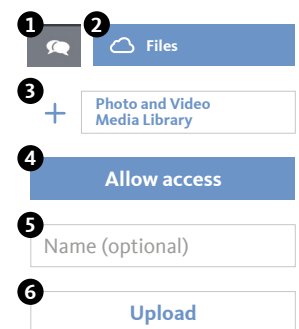 1 2
Files
3
Photo and Video
Media Library
4
Allow access
5
Name (optional)
6
Upload